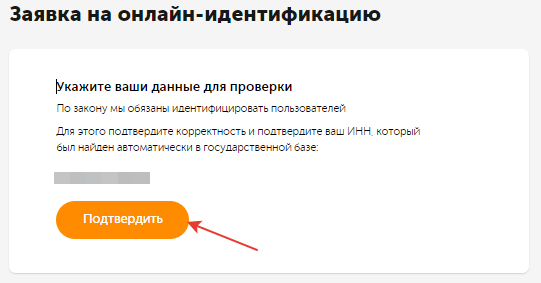 Заявка на онлайн-идентификацию
Укажите ваши данные для проверки
По закону мы обязаны идентифицировать пользователей
Для этого подтвердите корректность и подтвердите ваш ИНН, который
был найден автоматически в государственной базе:
Подтвердить